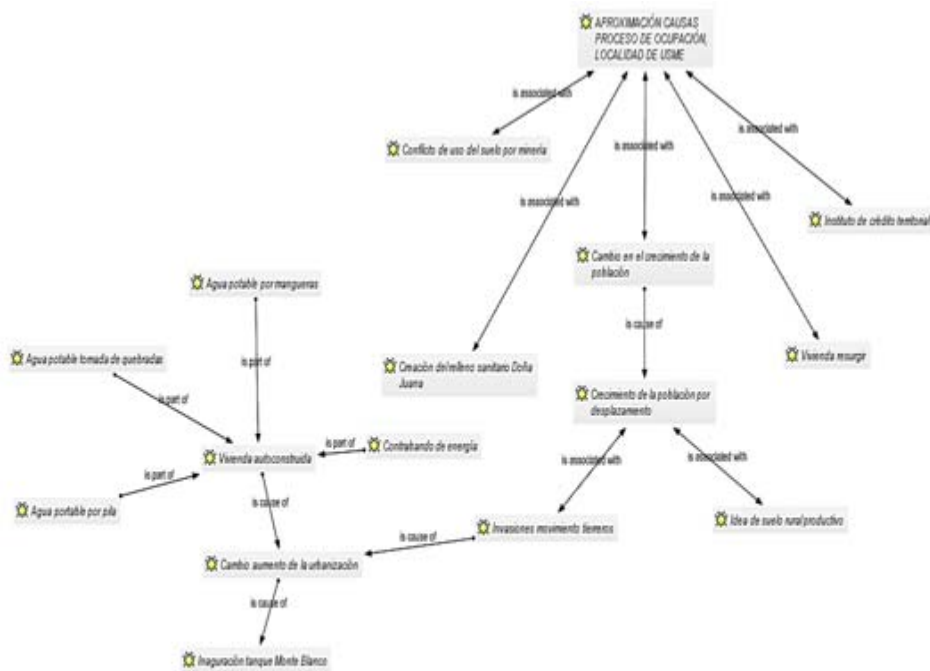 APROXIMACIÓN CAUSAS
PROCESO DE OCUPACIÓN,
LOCALIDAD DE USME
is associated with
is associated with
is associated with
is associated with
is associated with
Conflicto de uso del suelo por minería
Instituto de crédito territorial
Cambio en el crecimiento de la
población
Agua potable por mangueras
is cause of
is part of
Agua potable tomada de quebradas
Creación del relleno sanitario Doña
Juana
Vivienda resurgir
is part of
Crecimiento de la población por
desplazamiento
is part of
Contrabando de energía
Vivienda autoconstruida
is associated with
is associated with
is part of
Agua portable por pila
is cause of
Invasiones movimiento tierreros
Idea de suelo rural productivo
is cause of
Cambio aumento de la urbanización
is cause of
Inaguración tanque Monte Blanco